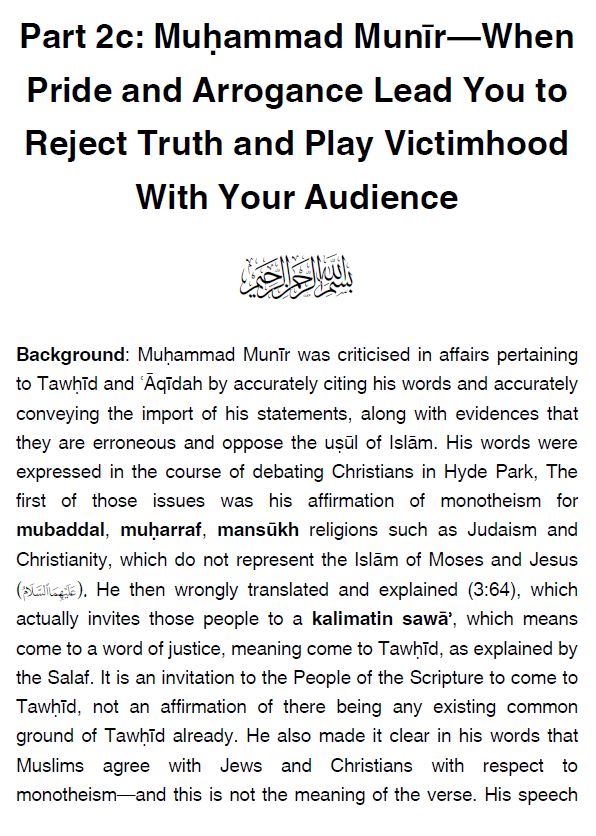 Part 2c: Muḥammad Munīr—When
Pride and Arrogance Lead You to
Reject Truth and Play Victimhood
With Your Audience
بسم الله الرحمن الرحيم
Background: Muḥammad Munīr was criticised in affairs pertaining
to Tawḥīd and ʿĀqīdah by accurately citing his words and accurately
conveying the import of his statements, along with evidences that
they are erroneous and oppose the uṣūl of Islām. His words were
expressed in the course of debating Christians in Hyde Park, The
first of those issues was his affirmation of monotheism for
mubaddal, muḥarraf, mansūkh religions such as Judaism and
Christianity, which do not represent the Islām of Moses and Jesus
(عَلَيْهِمَا السَّلَامُ). He then wrongly translated and explained (3:64), which
actually invites those people to a kalimatin sawāʾ, which means
come to a word of justice, meaning come to Tawḥīd, as explained by
the Salaf. It is an invitation to the People of the Scripture to come to
Tawḥīd, not an affirmation of there being any existing common
ground of Tawḥīd already. He also made it clear in his words that
Muslims agree with Jews and Christians with respect to
monotheism—and this is not the meaning of the verse. His speech